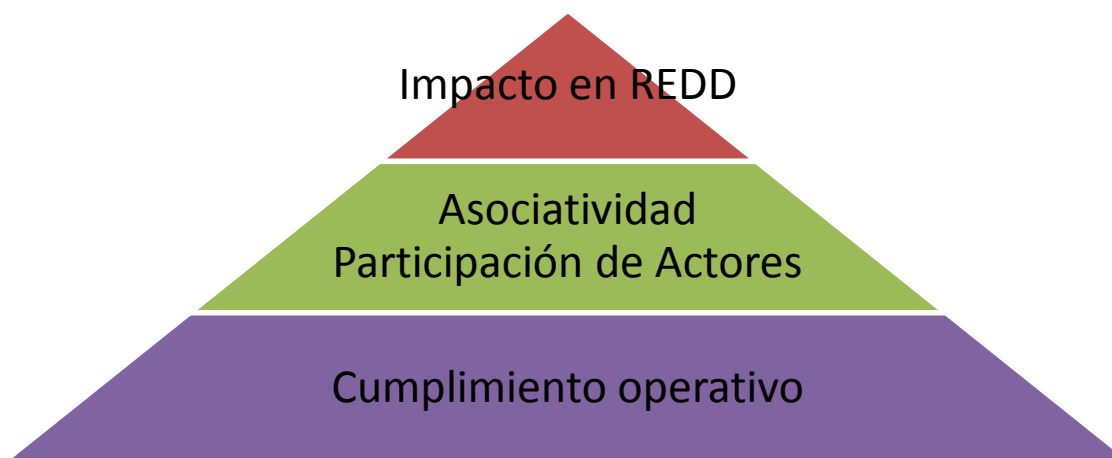 Impacto en REDD
Asociatividad
Participación de Actores
Cumplimiento operativo